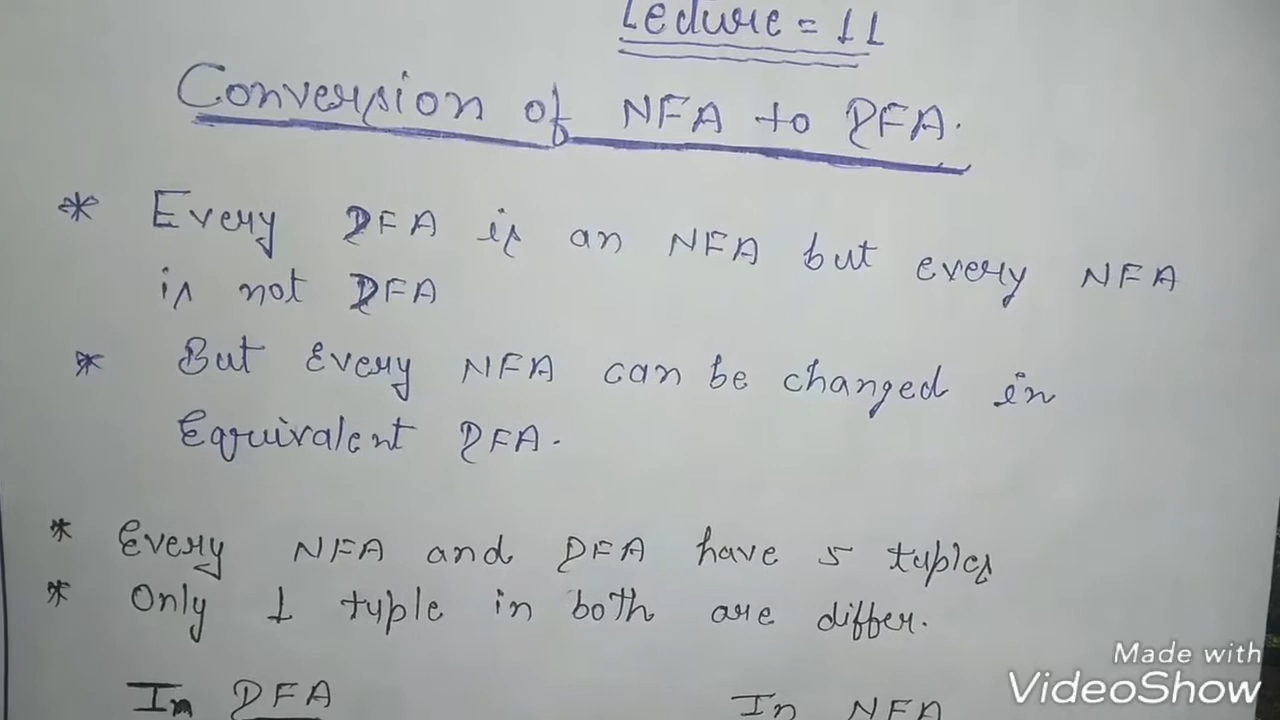 Lecture = 11
Conversion of NFA to DFA.
* Every DFA is an NFA but every NFA
is not DFA
* But Every NFA can be changed in
Equivalent DFA.
* Every NFA and DFA have 5 tuples
* Only 1 tuple in both are differ.
In DFA In NFA
Made with
VideoShow